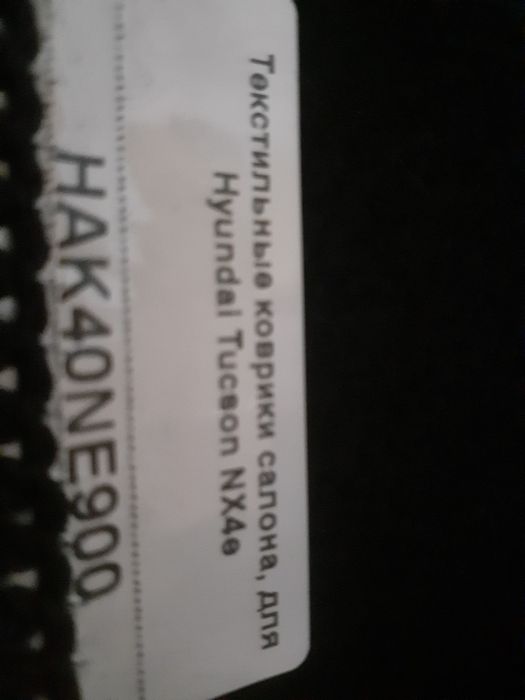 Текстильные коврики салона, для
Hyundai Tucson NX4e
HAK40NE900